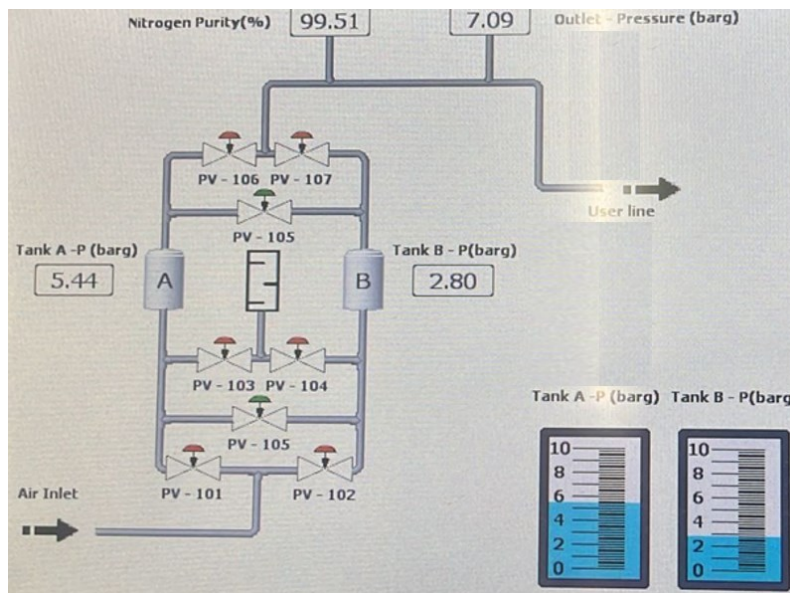 Nitrogen Purity(%) 99.51 7.09 Outlet - Pressure (barg)
PV - 106 PV - 107
User line
PV - 105
Tank A -P (barg) Tank B - P(barg)
5.44 A B 2.80
PV - 103 PV - 104
Tank A -P (barg) Tank B - P(barg
PV - 105
Air Inlet PV - 101 PV - 102
10 10
8 8
6 6
4 4
2 2
0 0